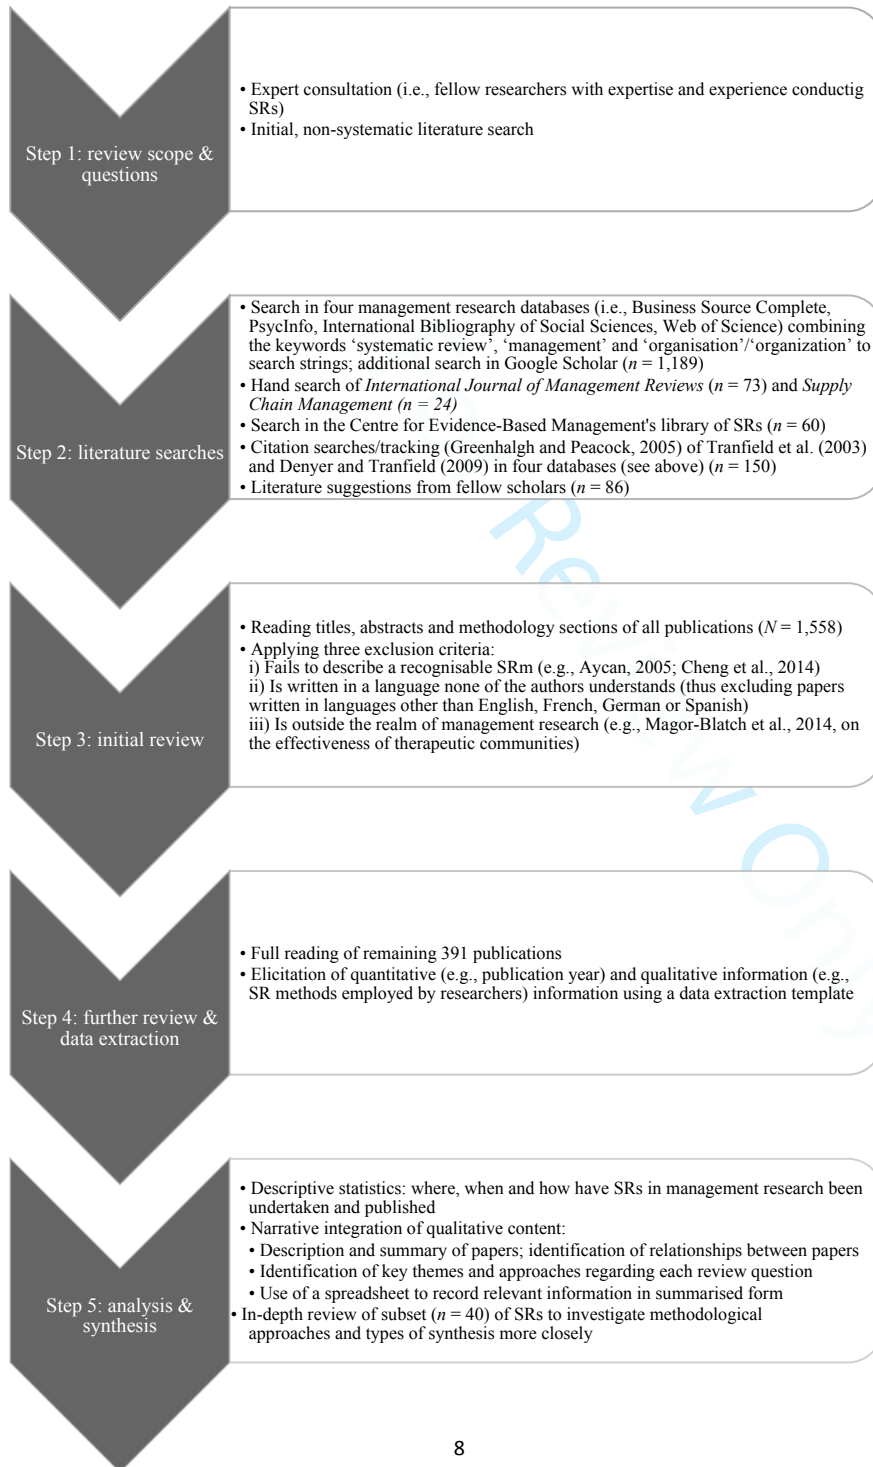 Step 1: review scope &
questions
• Expert consultation (i.e., fellow researchers with expertise and experience conductig
SRs)
• Initial, non-systematic literature search
Step 2: literature searches
• Search in four management research databases (i.e., Business Source Complete,
PsycInfo, International Bibliography of Social Sciences, Web of Science) combining
the keywords ‘systematic review’, ‘management’ and ‘organisation’/‘organization’ to
search strings; additional search in Google Scholar (n = 1,189)
• Hand search of International Journal of Management Reviews (n = 73) and Supply
Chain Management (n = 24)
• Search in the Centre for Evidence-Based Management's library of SRs (n = 60)
• Citation searches/tracking (Greenhalgh and Peacock, 2005) of Tranfield et al. (2003)
and Denyer and Tranfield (2009) in four databases (see above) (n = 150)
• Literature suggestions from fellow scholars (n = 86)
Step 3: initial review
• Reading titles, abstracts and methodology sections of all publications (N = 1,558)
• Applying three exclusion criteria:
i) Fails to describe a recognisable SRm (e.g., Aycan, 2005; Cheng et al., 2014)
ii) Is written in a language none of the authors understands (thus excluding papers
written in languages other than English, French, German or Spanish)
iii) Is outside the realm of management research (e.g., Magor-Blatch et al., 2014, on
the effectiveness of therapeutic communities)
Step 4: further review &
data extraction
• Full reading of remaining 391 publications
• Elicitation of quantitative (e.g., publication year) and qualitative information (e.g.,
SR methods employed by researchers) information using a data extraction template
Step 5: analysis &
synthesis
• Descriptive statistics: where, when and how have SRs in management research been
undertaken and published
• Narrative integration of qualitative content:
• Description and summary of papers; identification of relationships between papers
• Identification of key themes and approaches regarding each review question
• Use of a spreadsheet to record relevant information in summarised form
• In-depth review of subset (n = 40) of SRs to investigate methodological
approaches and types of synthesis more closely
Review Only
8